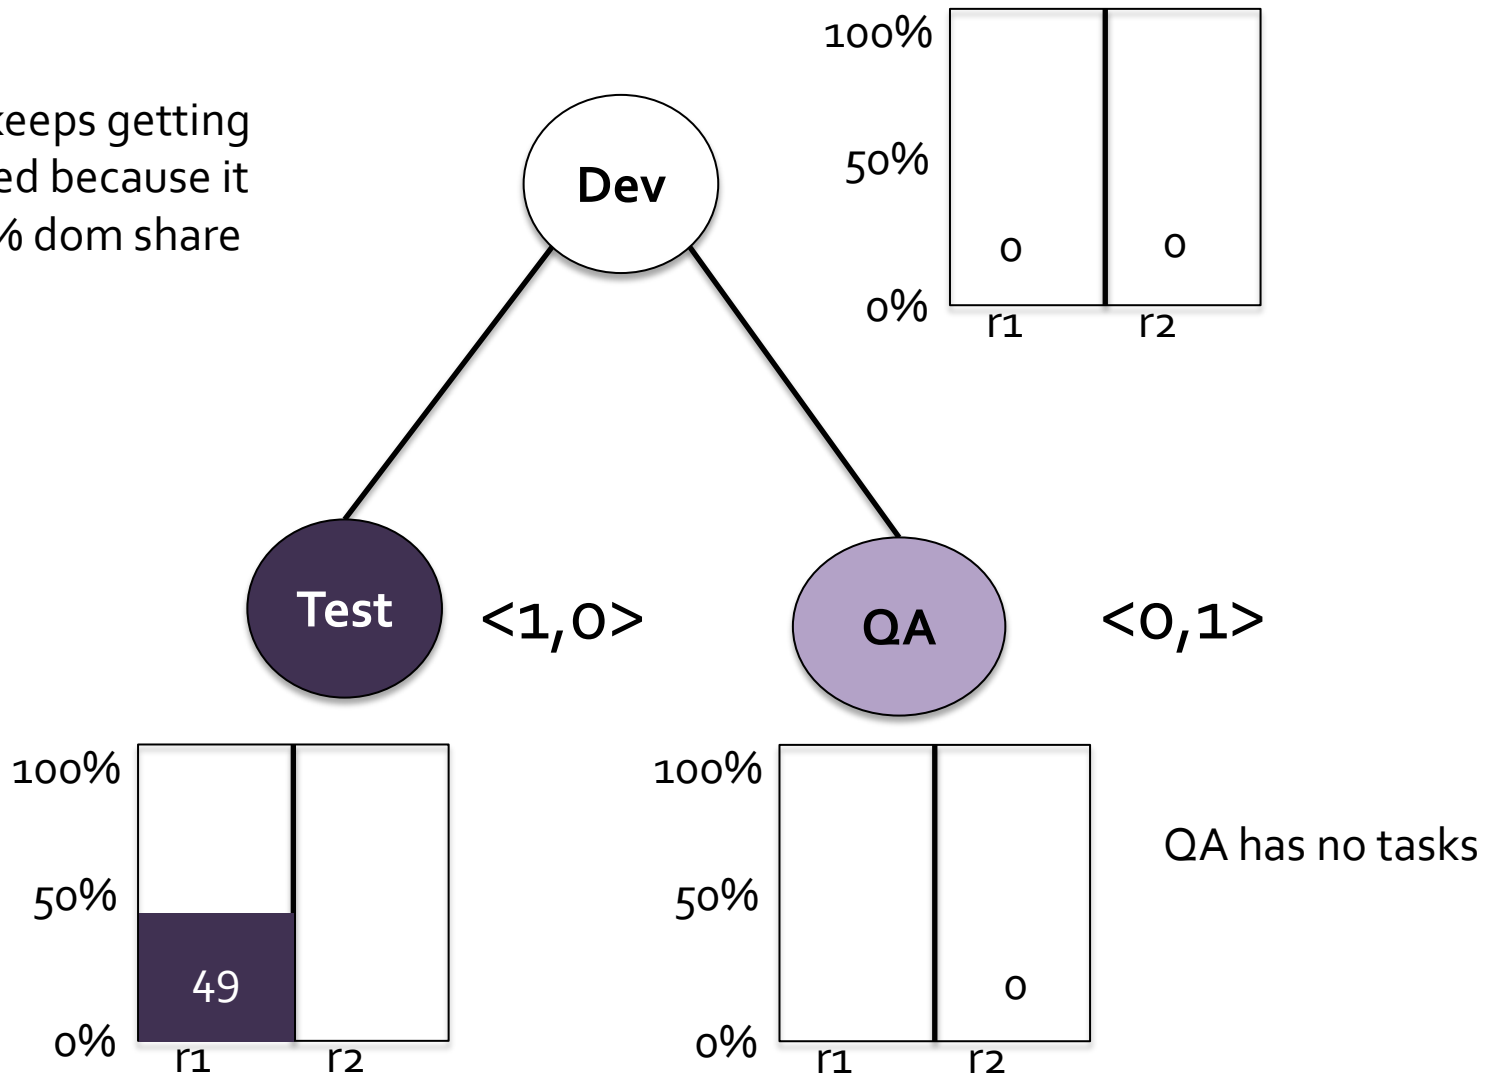 keeps getting
ed because it
% dom share
Dev
100%
50%
0%
0
0
r1
r2
Test
<1,0>
QA
<0,1>
100%
50%
0%
49
r1
r2
100%
50%
0%
0
r1
r2
QA has no tasks